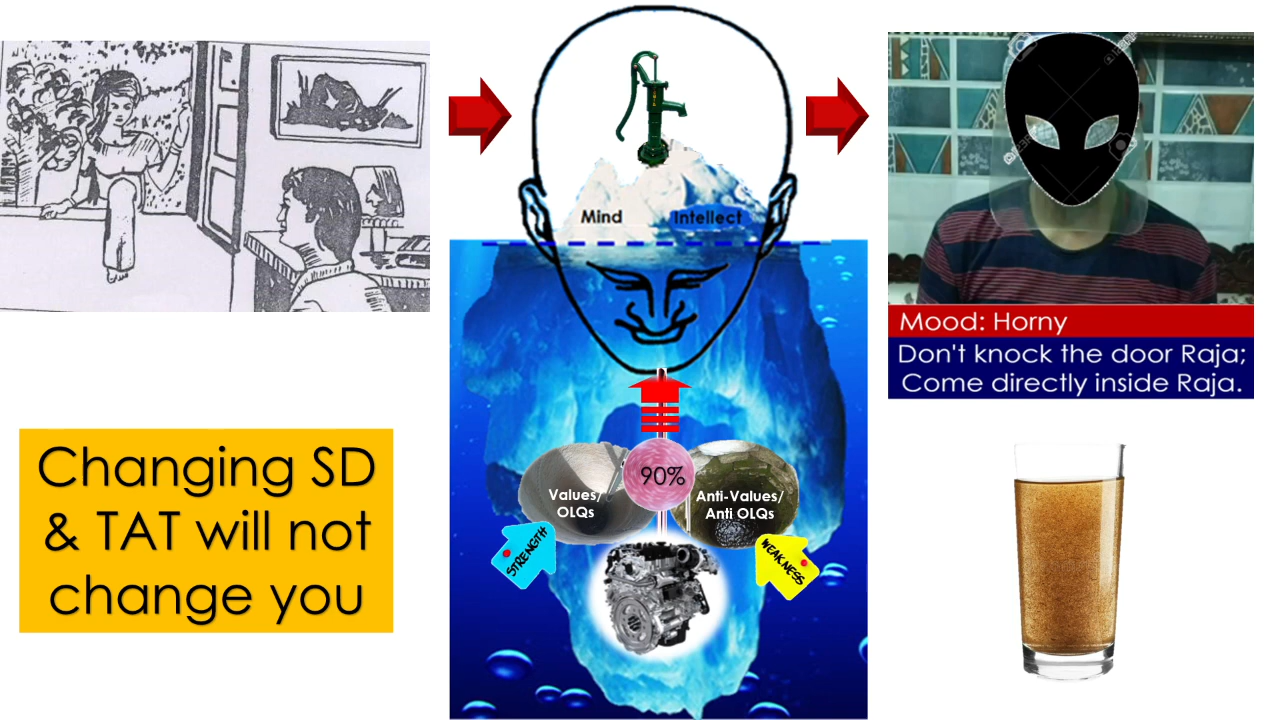 Mind
Intellect
Mood: Horny
Don't knock the door Raja;
Come directly inside Raja.
Changing SD
& TAT will not
change you
90%
Values/
OLQs
Anti-Values/
Anti OLQs
STRENGTH
WEAKNESS